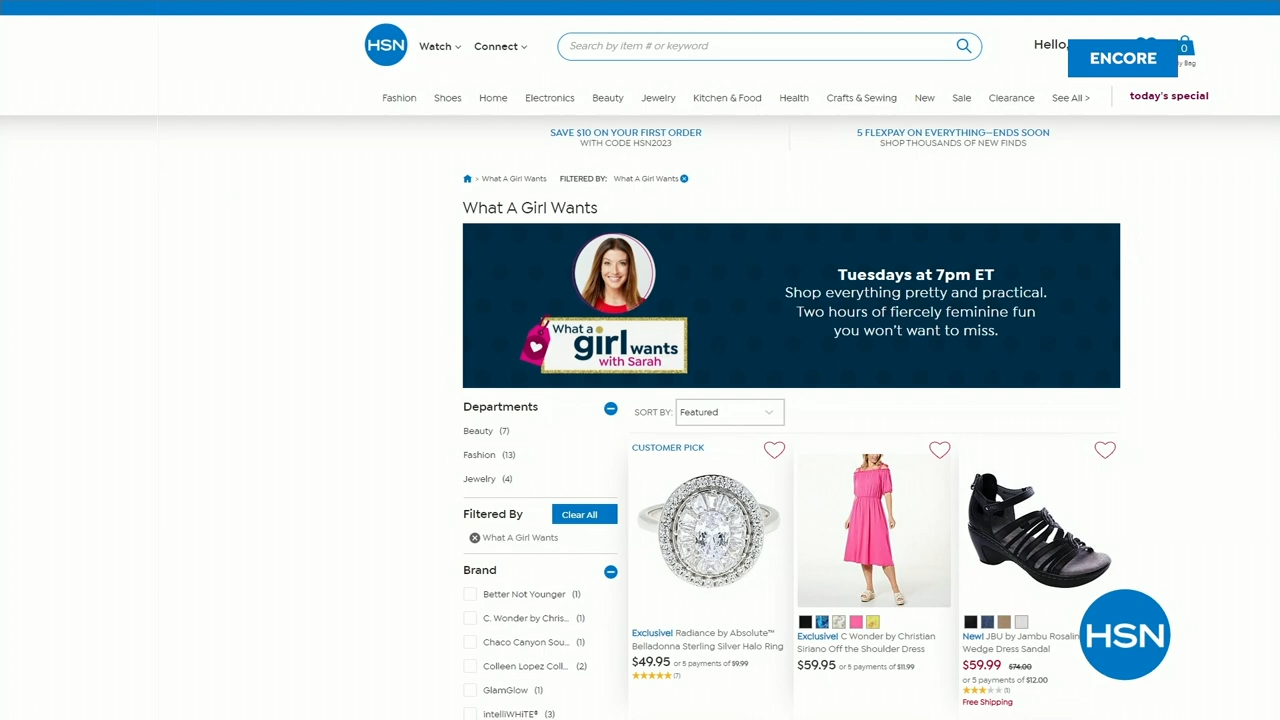 HSN
Watch
Connect
Search by item # or keyword
Hello,
0
ENCORE
Bag
Fashion
Shoes
Home
Electronics
Beauty
Jewelry
Kitchen & Food
Health
Crafts & Sewing
New
Sale
Clearance
See All >
today's special
SAVE $10 ON YOUR FIRST ORDER
WITH CODE HSN2023
5 FLEXPAY ON EVERYTHING—ENDS SOON
SHOP THOUSANDS OF NEW FINDS
> What A Girl Wants
FILTERED BY: What A Girl Wants
What A Girl Wants
What a
girl wants
with Sarah
Tuesdays at 7pm ET
Shop everything pretty and practical.
Two hours of fiercely feminine fun
you won't want to miss.
Departments
Beauty (7)
Fashion (13)
Jewelry (4)
Filtered By
Clear All
What A Girl Wants
Brand
Better Not Younger (1)
C. Wonder by Chris... (1)
Chaco Canyon Sou... (1)
Colleen Lopez Coll... (2)
GlamGlow (1)
intelliWHiTE® (3)
SORT BY: Featured
CUSTOMER PICK
Exclusive! Radiance by Absolute™
Belladonna Sterling Silver Halo Ring
$49.95 or 5 payments of $9.99
(7)
Exclusive! C Wonder by Christian
Siriano Off the Shoulder Dress
$59.95 or 5 payments of $11.99
New! JBU by Jambu Rosalin
Wedge Dress Sandal
$59.99 $74.00
or 5 payments of $12.00
(1)
Free Shipping
HSN